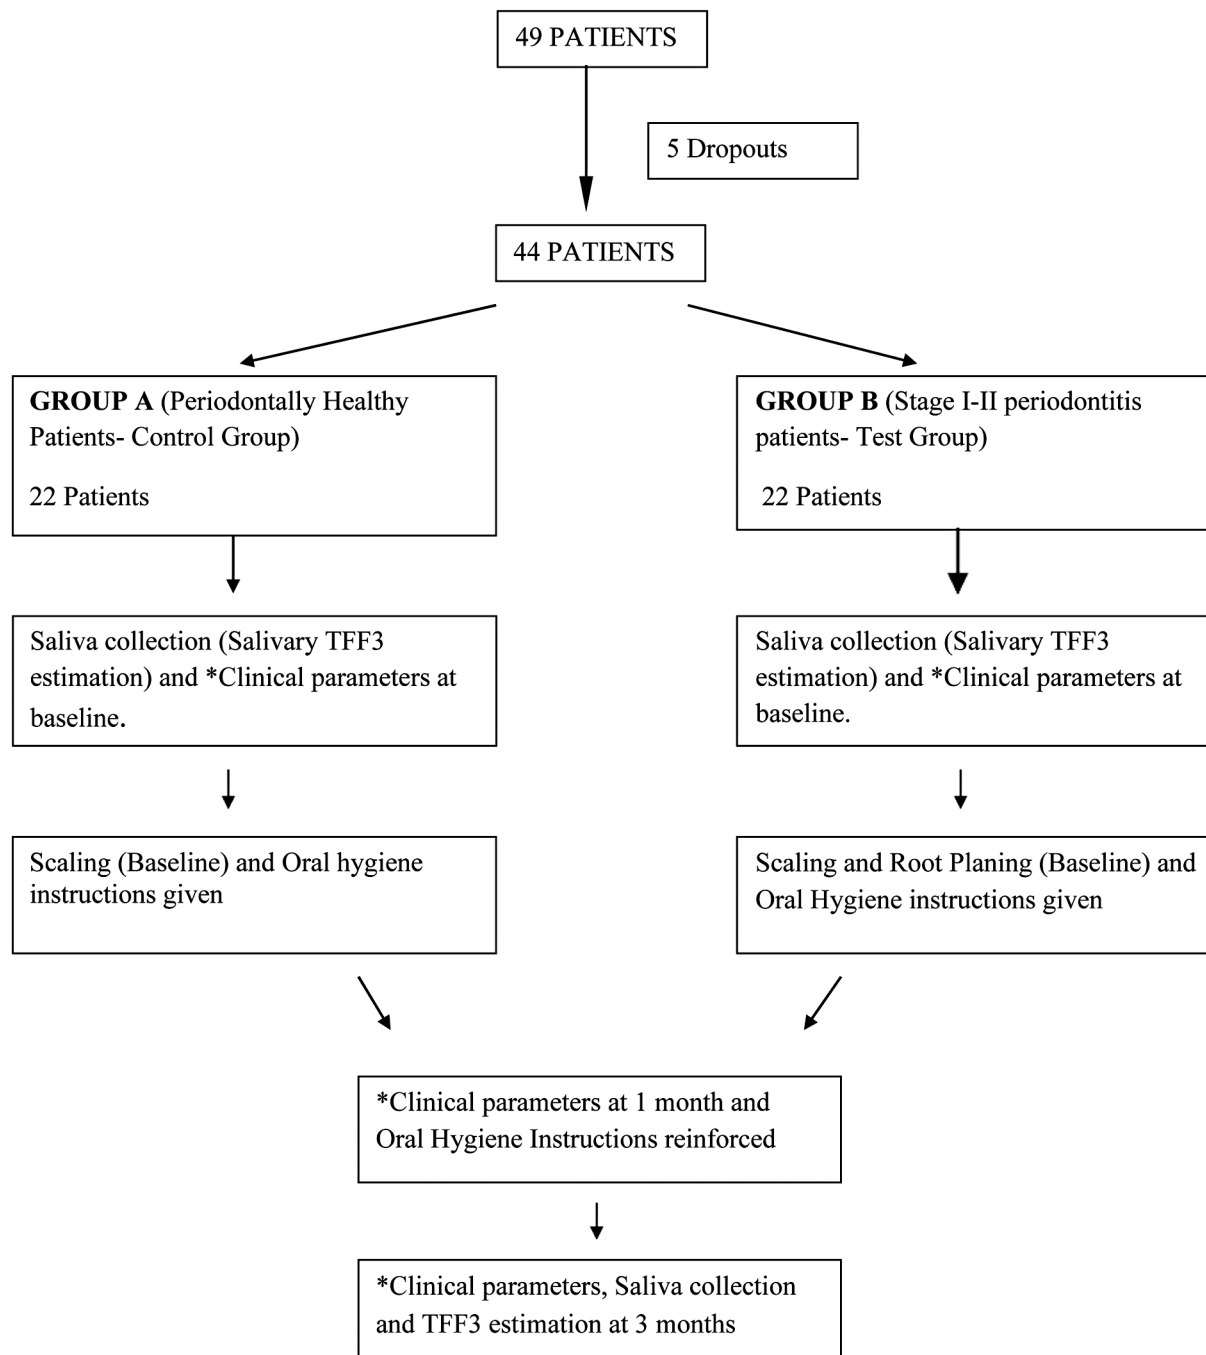 49 PATIENTS
5 Dropouts
44 PATIENTS
GROUP A (Periodontally Healthy
Patients- Control Group)
22 Patients
GROUP B (Stage I-II periodontitis
patients- Test Group)
22 Patients
Saliva collection (Salivary TFF3
estimation) and *Clinical parameters at
baseline.
Saliva collection (Salivary TFF3
estimation) and *Clinical parameters at
baseline.
Scaling (Baseline) and Oral hygiene
instructions given
Scaling and Root Planing (Baseline) and
Oral Hygiene instructions given
*Clinical parameters at 1 month and
Oral Hygiene Instructions reinforced
*Clinical parameters, Saliva collection
and TFF3 estimation at 3 months